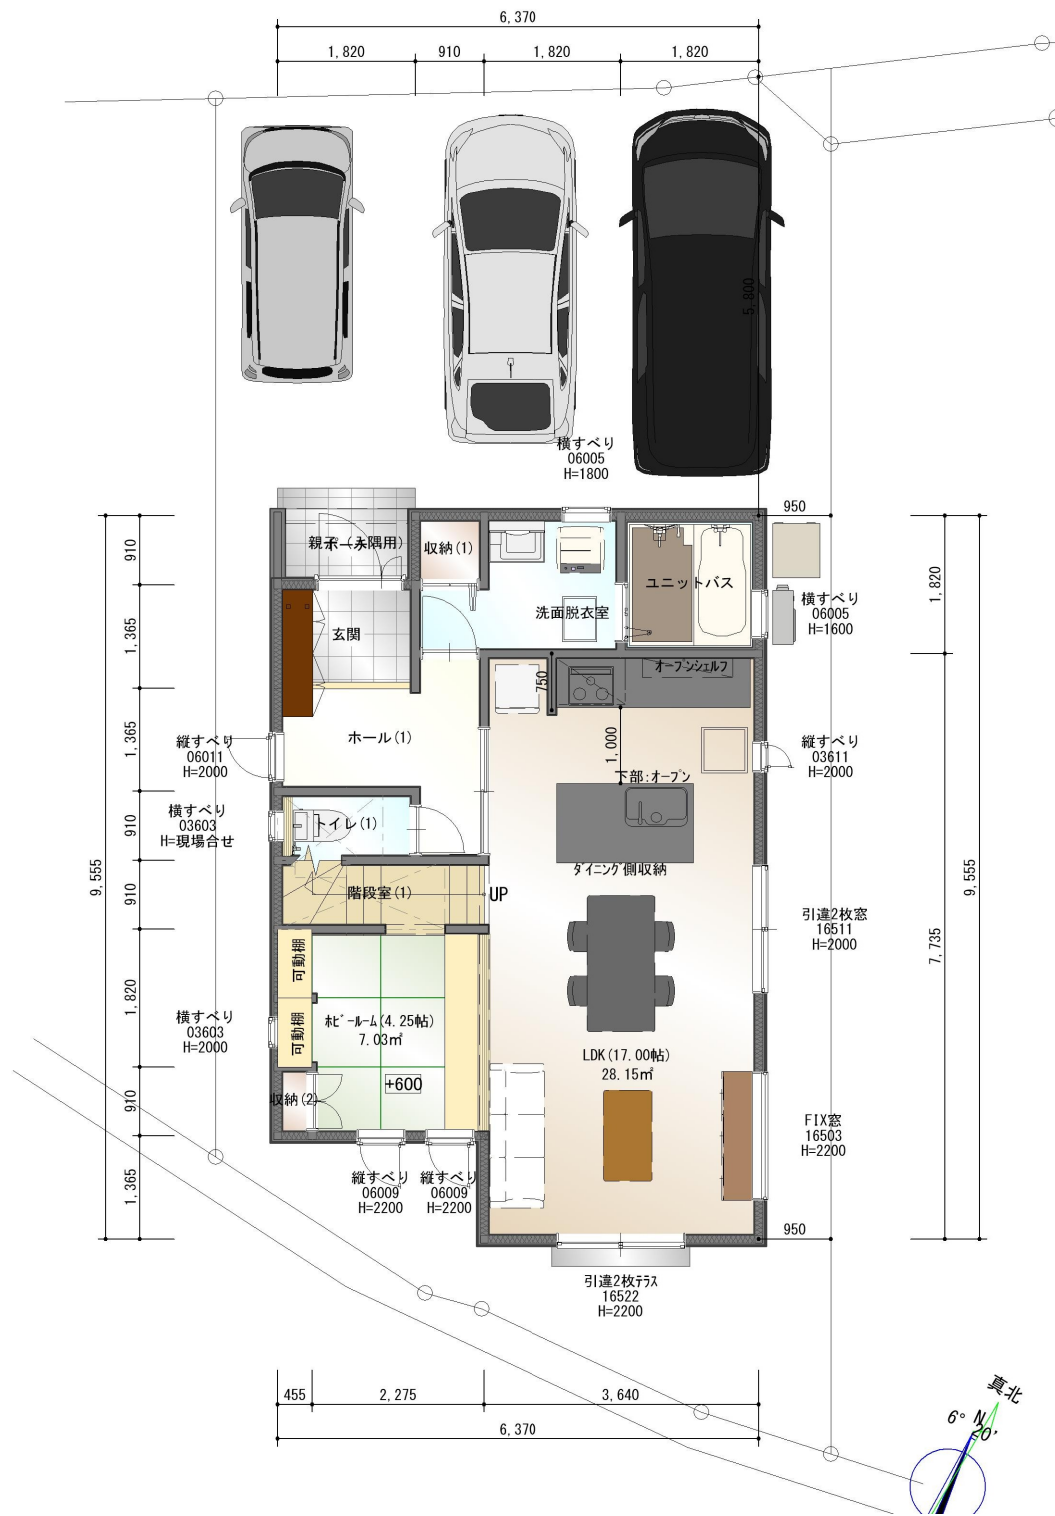 6,370
1,820
910
1,820
1,820
5,800
横すべり
06005
H=1800
950
910
1,365
1,365
910
910
1,820
910
1,365
9,555
1,820
7,735
9,555
ポーチ
収納(1)
ユニットバス
洗面脱衣室
横すべり
06005
H=1600
玄関
オープンシェルフ
750
ホール(1)
1,000
縦すべり
06011
H=2000
縦すべり
03611
H=2000
下部:オープン
横すべり
03603
H=現場合せ
トイレ(1)
ダイニング側収納
階段室(1)
UP
引違2枚窓
16511
H=2000
可動棚
可動棚
横すべり
03603
H=2000
ホビールーム(4.25帖)
7.03㎡
LDK(17.00帖)
28.15㎡
+600
収納(2)
FIX窓
16503
H=2200
縦すべり
06009
H=2200
縦すべり
06009
H=2200
950
引違2枚テラス
16522
H=2200
455
2,275
3,640
6,370
真北
6°
N
20'